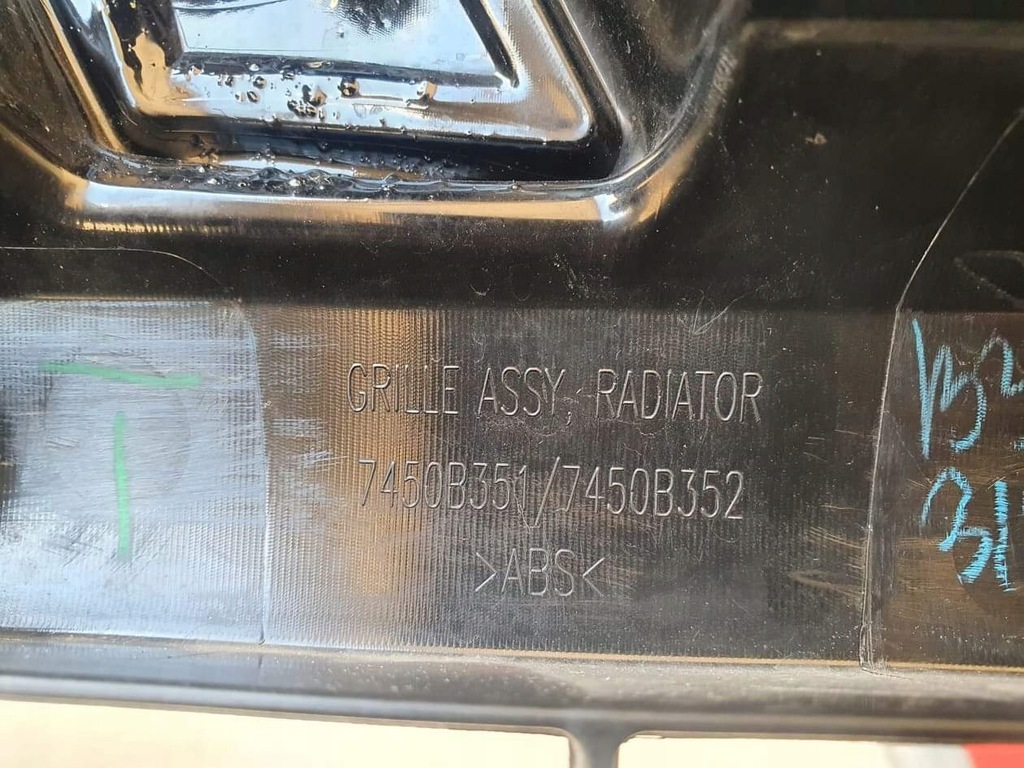 GRILLE ASSY, RADIATOR
7450B351/7450B352
>ABS<